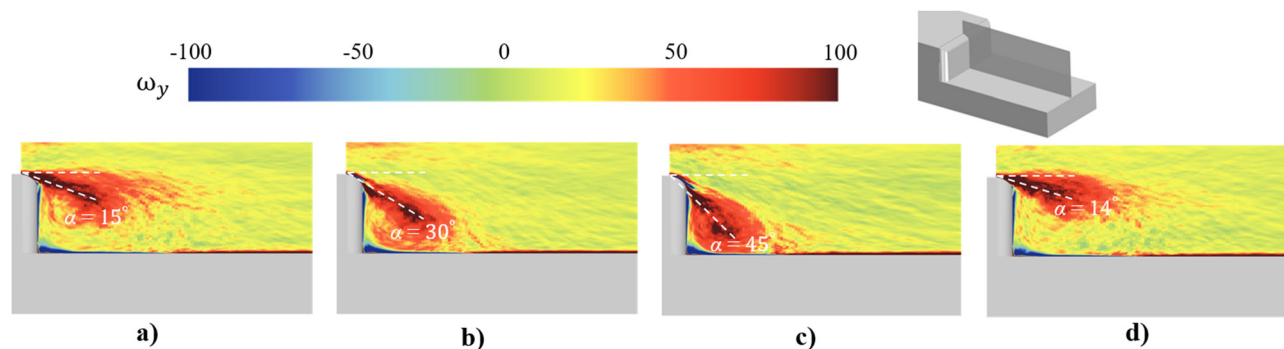 -100 -50 0 50 100
ω_y
α = 15° α = 30° α = 45° α = 14°
a) b) c) d)